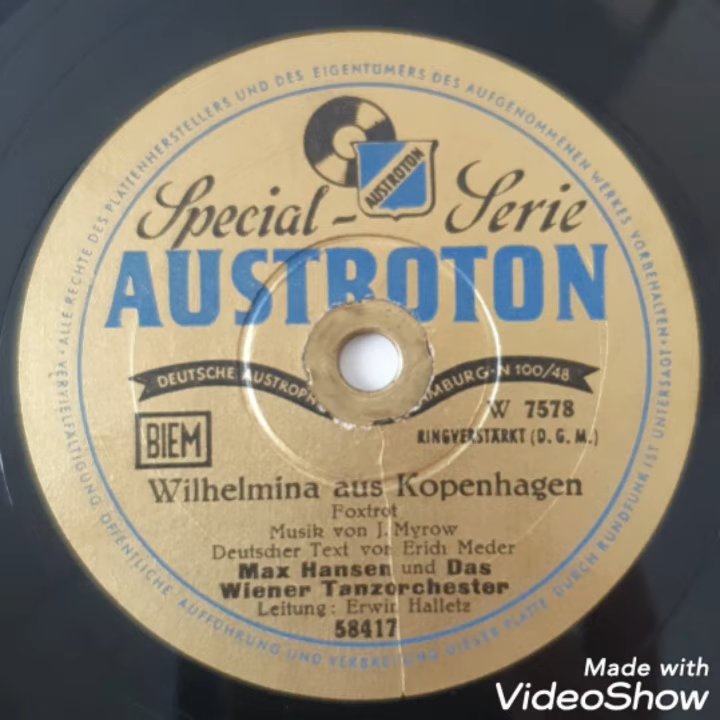 ALLE RECHTE DES PLATTENHERSTELLERS UND DES EIGENTÜMERS DES AUFGENOMMENEN WERKES VORBEHALTEN • VERVIELFÄLTIGUNG, ÖFFENTLICHE AUFFÜHRUNG UND VERBREITUNG DIESER PLATTE DURCH RUNDFUNK IST UNTERSAGT •
AUSTROTON
Special - Serie
AUSTROTON
DEUTSCHE AUSTROPH MBURG-N 100/48
W 7578
BIEM
RINGVERSTÄRKT (D.G.M.)
Wilhelmina aus Kopenhagen
Foxtrot
Musik von J. Myrow
Deutscher Text von Erich Meder
Max Hansen und Das
Wiener Tanzorchester
Leitung: Erwin Halletz
58417
Made with
VideoShow